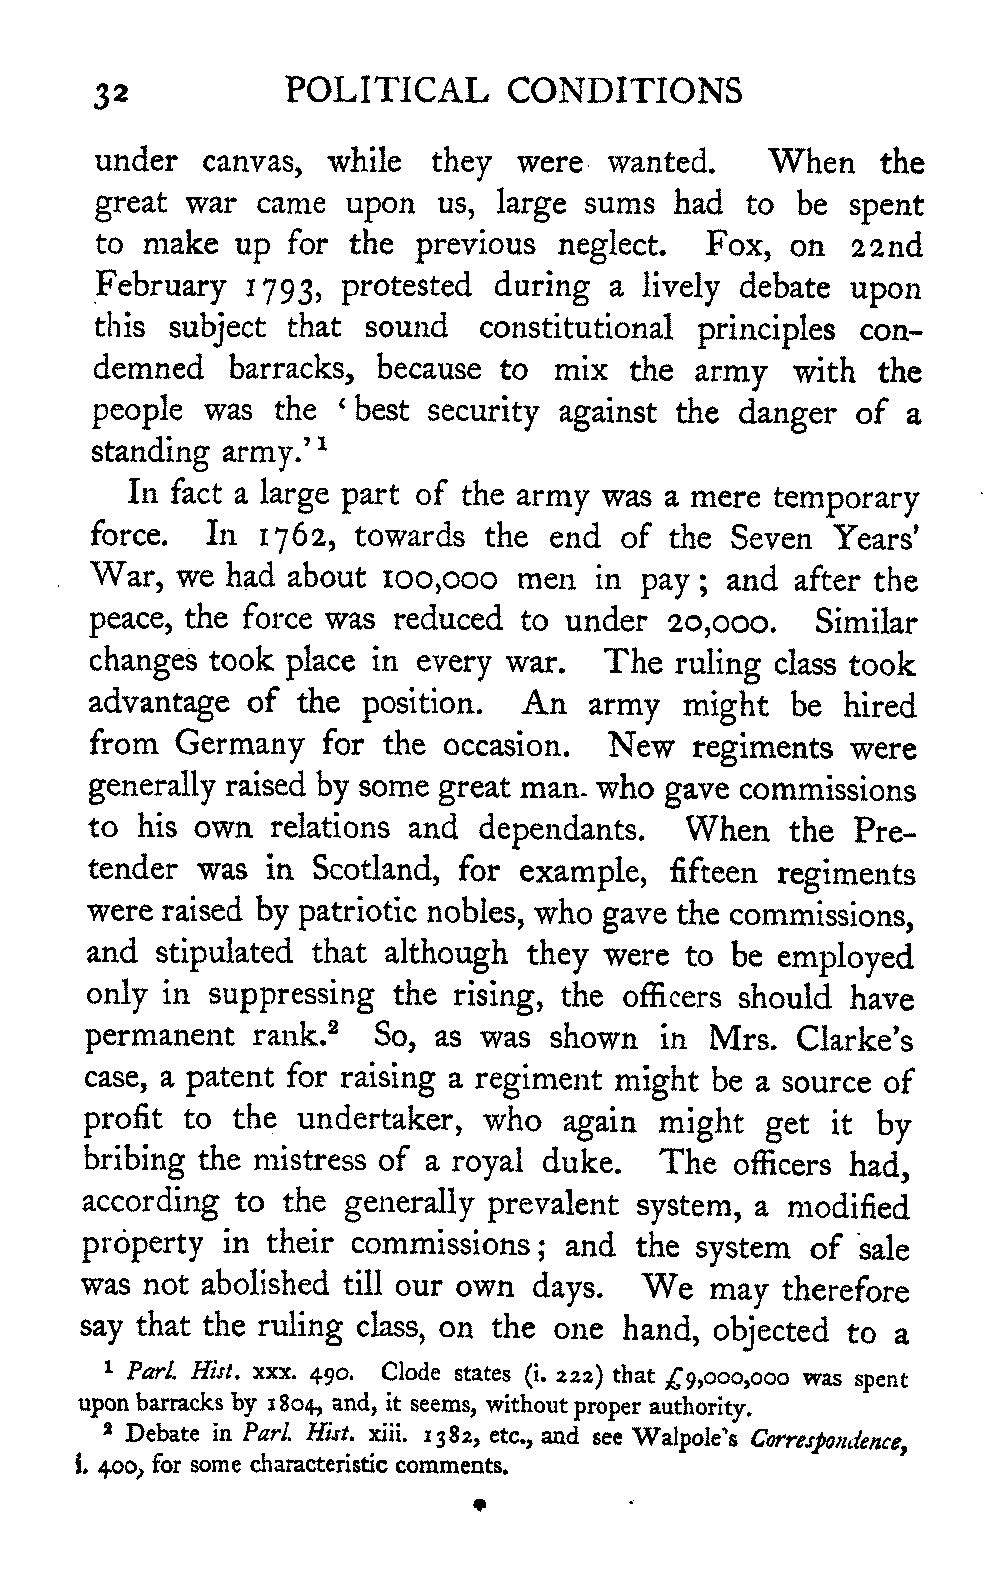 32 POLITICAL CONDITIONS
under canvas, while they were wanted. When the
great war came upon us, large sums had to be spent
to make up for the previous neglect. Fox, on 22nd
February 1793, protested during a lively debate upon
this subject that sound constitutional principles con-
demned barracks, because to mix the army with the
people was the ‘best security against the danger of a
standing army.’¹
In fact a large part of the army was a mere temporary
force. In 1762, towards the end of the Seven Years’
War, we had about 100,000 men in pay; and after the
peace, the force was reduced to under 20,000. Similar
changes took place in every war. The ruling class took
advantage of the position. An army might be hired
from Germany for the occasion. New regiments were
generally raised by some great man. who gave commissions
to his own relations and dependants. When the Pre-
tender was in Scotland, for example, fifteen regiments
were raised by patriotic nobles, who gave the commissions,
and stipulated that although they were to be employed
only in suppressing the rising, the officers should have
permanent rank.² So, as was shown in Mrs. Clarke’s
case, a patent for raising a regiment might be a source of
profit to the undertaker, who again might get it by
bribing the mistress of a royal duke. The officers had,
according to the generally prevalent system, a modified
property in their commissions; and the system of sale
was not abolished till our own days. We may therefore
say that the ruling class, on the one hand, objected to a
¹ Parl. Hist. xxx. 490. Clode states (i. 222) that £9,000,000 was spent
upon barracks by 1804, and, it seems, without proper authority.
² Debate in Parl. Hist. xiii. 1382, etc., and see Walpole’s Correspondence,
i. 400, for some characteristic comments.